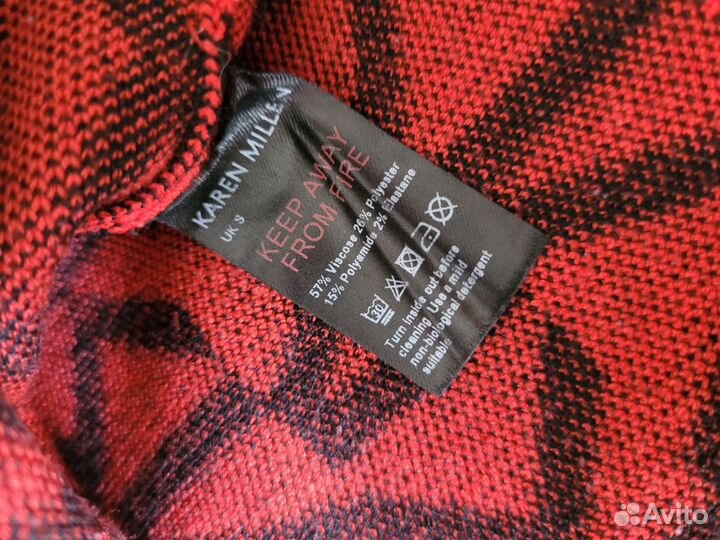 KAREN MILLEN
UK S
KEEP AWAY
FROM FIRE
57% Viscose 26% Polyester
15% Polyamide 2% Elastane
30
Turn inside out before
cleaning Use a mild
non-biological detergent
suitable
Avito